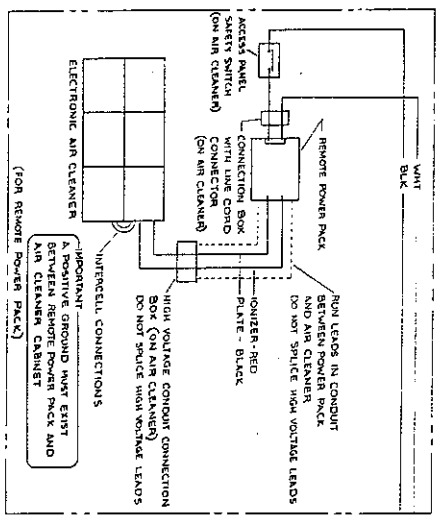 WHT
BLK
REMOTE POWER PACK
RUN LEADS IN CONDUIT
BETWEEN POWER PACK
AND AIR CLEANER
DO NOT SPLICE HIGH VOLTAGE LEADS
ACCESS PANEL
SAFETY SWITCH
(ON AIR CLEANER)
CONNECTION BOX
WITH LINE CORD
CONNECTOR
(ON AIR CLEANER)
IONIZER-RED
PLATE - BLACK
HIGH VOLTAGE CONDUIT CONNECTION
BOX (ON AIR CLEANER)
DO NOT SPLICE HIGH VOLTAGE LEADS
INTERCELL CONNECTIONS
ELECTRONIC AIR CLEANER
IMPORTANT
A POSITIVE GROUND MUST EXIST
BETWEEN REMOTE POWER PACK AND
AIR CLEANER CABINET
(FOR REMOTE POWER PACK)